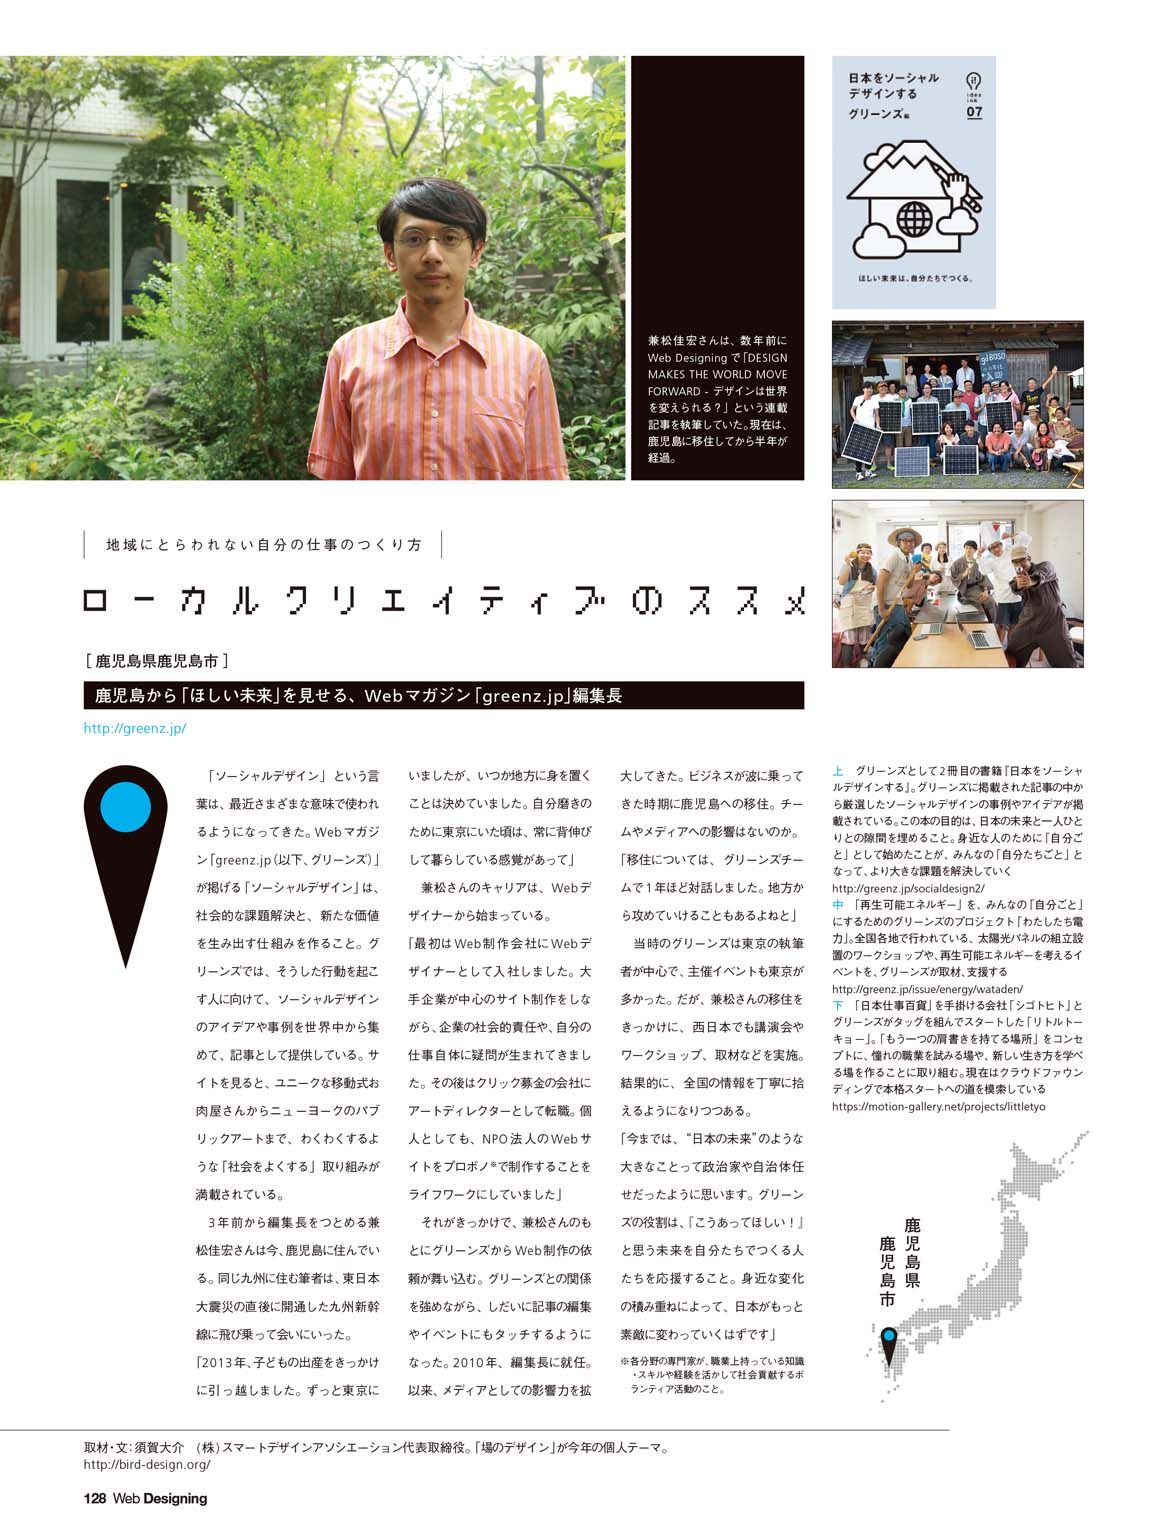 兼松佳宏さんは、数年前に
Web Designingで「DESIGN
MAKES THE WORLD MOVE
FORWARD - デザインは世界
を変えられる?」という連載
記事を執筆していた。現在は、
鹿児島に移住してから半年が
経過。
日本をソーシャル
デザインする
グリーンズ編
idea
ink
07
ほしい未来は、自分たちでつくる。
地域にとらわれない自分の仕事のつくり方
ローカルクリエイティブのススメ
[鹿児島県鹿児島市]
鹿児島から「ほしい未来」を見せる、Webマガジン「greenz.jp」編集長
http://greenz.jp/
「ソーシャルデザイン」という言
葉は、最近さまざまな意味で使われ
るようになってきた。Webマガジ
ン「greenz.jp(以下、グリーンズ)」
が掲げる「ソーシャルデザイン」は、
社会的な課題解決と、新たな価値
を生み出す仕組みを作ること。グ
リーンズでは、そうした行動を起こ
す人に向けて、ソーシャルデザイン
のアイデアや事例を世界中から集
めて、記事として提供している。サ
イトを見ると、ユニークな移動式お
肉屋さんからニューヨークのパブ
リックアートまで、わくわくするよ
うな「社会をよくする」取り組みが
満載されている。
3年前から編集長をつとめる兼
松佳宏さんは今、鹿児島に住んでい
る。同じ九州に住む筆者は、東日本
大震災の直後に開通した九州新幹
線に飛び乗って会いにいった。
「2013年、子どもの出産をきっかけ
に引っ越しました。ずっと東京に
いましたが、いつか地方に身を置く
ことは決めていました。自分磨きの
ために東京にいた頃は、常に背伸び
して暮らしている感覚があって」
兼松さんのキャリアは、Webデ
ザイナーから始まっている。
「最初はWeb制作会社にWebデ
ザイナーとして入社しました。大
手企業が中心のサイト制作をしな
がら、企業の社会的責任や、自分の
仕事自体に疑問が生まれてきまし
た。その後はクリック募金の会社に
アートディレクターとして転職。個
人としても、NPO法人のWebサ
イトをプロボノ※で制作することを
ライフワークにしていました」
それがきっかけで、兼松さんのも
とにグリーンズからWeb制作の依
頼が舞い込む。グリーンズとの関係
を強めながら、しだいに記事の編集
やイベントにもタッチするように
なった。2010年、編集長に就任。
以来、メディアとしての影響力を拡
大してきた。ビジネスが波に乗って
きた時期に鹿児島への移住。チー
ムやメディアへの影響はないのか。
「移住については、グリーンズチー
ムで1年ほど対話しました。地方か
ら攻めていけることもあるよねと」
当時のグリーンズは東京の執筆
者が中心で、主催イベントも東京が
多かった。だが、兼松さんの移住を
きっかけに、西日本でも講演会や
ワークショップ、取材などを実施。
結果的に、全国の情報を丁寧に拾
えるようになりつつある。
「今までは、“日本の未来”のような
大きなことって政治家や自治体任
せだったように思います。グリーン
ズの役割は、『こうあってほしい!』
と思う未来を自分たちでつくる人
たちを応援すること。身近な変化
の積み重ねによって、日本がもっと
素敵に変わっていくはずです」
※各分野の専門家が、職業上持っている知識
・スキルや経験を活かして社会貢献するボ
ランティア活動のこと。
上 グリーンズとして2冊目の書籍『日本をソーシャ
ルデザインする』。グリーンズに掲載された記事の中か
ら厳選したソーシャルデザインの事例やアイデアが掲
載されている。この本の目的は、日本の未来と一人ひと
りとの隙間を埋めること。身近な人のために「自分ご
と」として始めたことが、みんなの「自分たちごと」と
なって、より大きな課題を解決していく
http://greenz.jp/socialdesign2/
中 「再生可能エネルギー」を、みんなの「自分ごと」
にするためのグリーンズのプロジェクト「わたしたち電
力」。全国各地で行われている、太陽光パネルの組立設
置のワークショップや、再生可能エネルギーを考えるイ
ベントを、グリーンズが取材、支援する
http://greenz.jp/issue/energy/wataden/
下 「日本仕事百貨」を手掛ける会社「シゴトヒト」と
グリーンズがタッグを組んでスタートした「リトルトー
キョー」。「もう一つの肩書きを持てる場所」をコンセ
プトに、憧れの職業を試みる場や、新しい生き方を学べ
る場を作ることに取り組む。現在はクラウドファウン
ディングで本格スタートへの道を模索している
https://motion-gallery.net/projects/littletyo
鹿児島県
鹿児島市
取材・文:須賀大介 (株)スマートデザインアソシエーション代表取締役。「場のデザイン」が今年の個人テーマ。
http://bird-design.org/
128 Web Designing